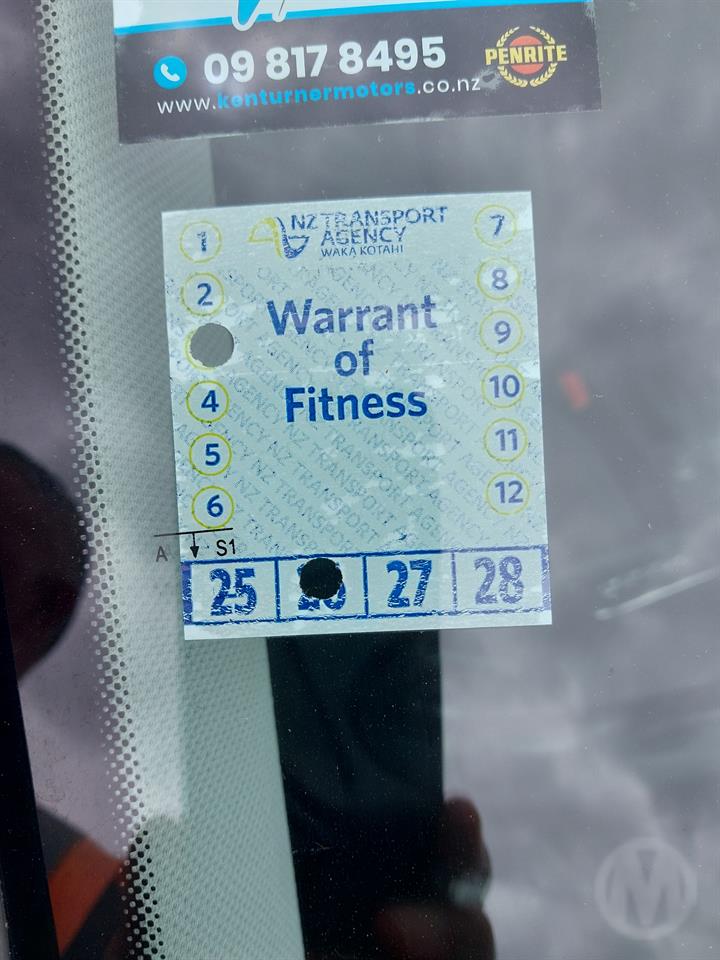 09 817 8495
PENRITE
www.kenturnermotors.co.nz
NZ TRANSPORT
AGENCY
WAKA KOTAHI
1
2
4
5
6
7
8
9
10
11
12
Warrant
of
Fitness
A S1
25 26 27 28
M